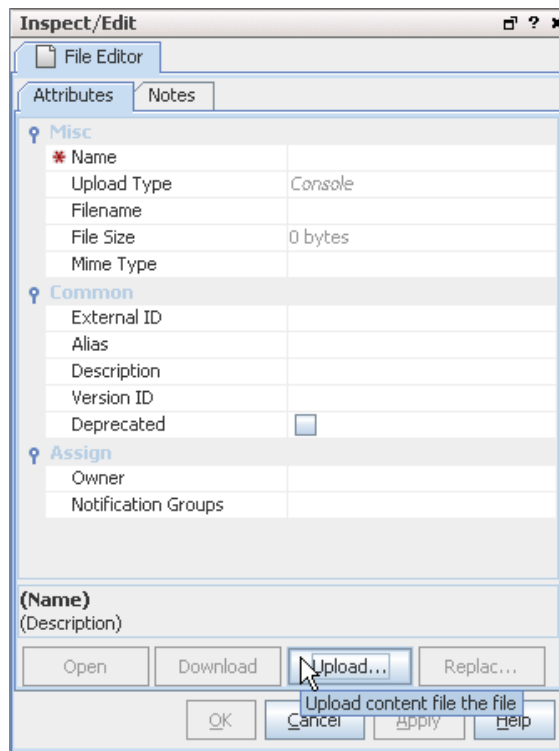 Inspect/Edit
File Editor
Attributes Notes
Misc
Name
Upload Type Console
Filename
File Size 0 bytes
Mime Type
Common
External ID
Alias
Description
Version ID
Deprecated
Assign
Owner
Notification Groups
(Name)
(Description)
Open Download Upload... Replac...
Upload content file the file
OK Cancel Apply Help